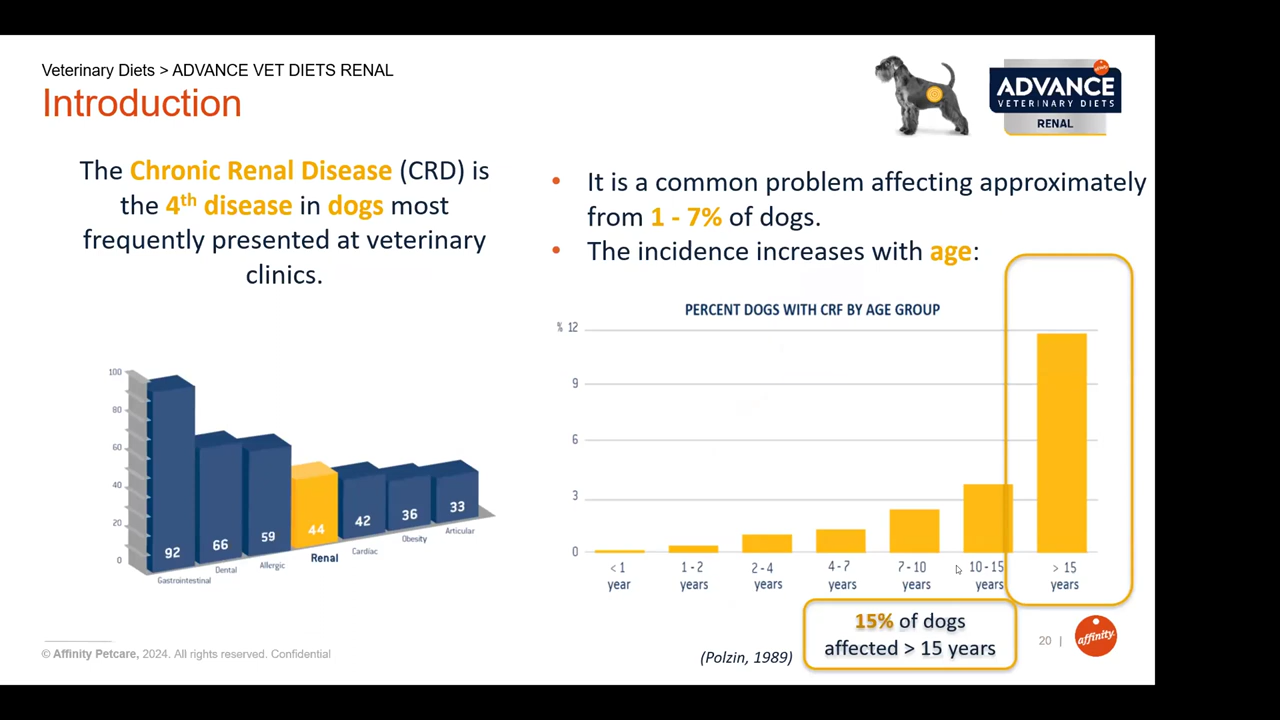 Veterinary Diets > ADVANCE VET DIETS RENAL
Introduction
affinity
ADVANCE
VETERINARY DIETS
RENAL
The Chronic Renal Disease (CRD) is
the 4th disease in dogs most
frequently presented at veterinary
clinics.
• It is a common problem affecting approximately
from 1 - 7% of dogs.
• The incidence increases with age:
100
80
60
40
20
0
92
66
59
44
42
36
33
Gastrointestinal
Dental
Allergic
Renal
Cardiac
Obesity
Articular
PERCENT DOGS WITH CRF BY AGE GROUP
% 12
9
6
3
0
< 1
year
1 - 2
years
2 - 4
years
4 - 7
years
7 - 10
years
10 - 15
years
> 15
years
15% of dogs
affected > 15 years
(Polzin, 1989)
© Affinity Petcare, 2024. All rights reserved. Confidential
20 |
affinity